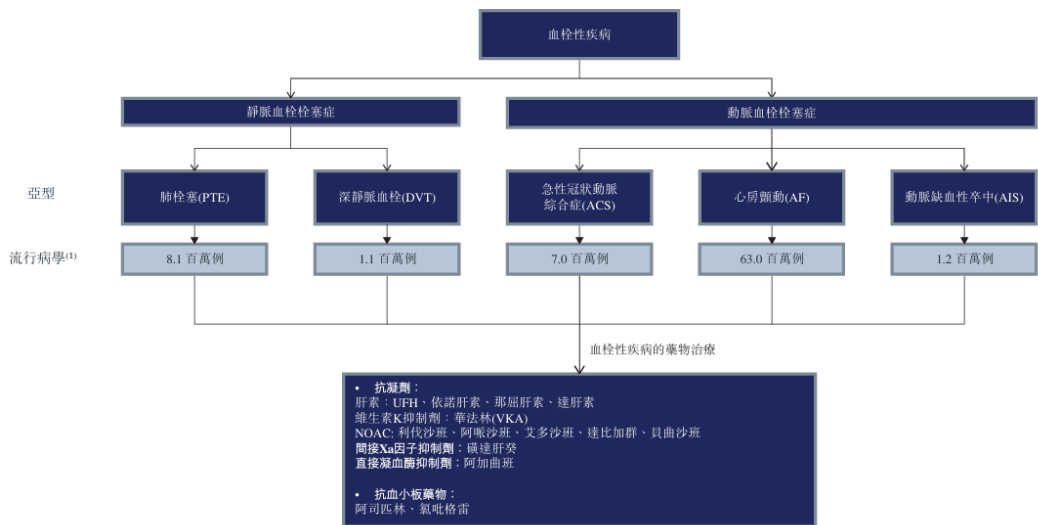 血栓性疾病
靜脈血栓栓塞症
動脈血栓栓塞症
亞型
肺栓塞(PTE)
深靜脈血栓(DVT)
急性冠狀動脈
綜合症(ACS)
心房顫動(AF)
動脈缺血性卒中(AIS)
流行病學(1)
8.1 百萬例
1.1 百萬例
7.0 百萬例
63.0 百萬例
1.2 百萬例
血栓性疾病的藥物治療
• 抗凝劑：
肝素：UFH、依諾肝素、那屈肝素、達肝素
維生素K抑制劑：華法林(VKA)
NOAC: 利伐沙班、阿哌沙班、艾多沙班、達比加群、貝曲沙班
間接Xa因子抑制劑：磺達肝癸
直接凝血酶抑制劑：阿加曲班
• 抗血小板藥物：
阿司匹林、氯吡格雷